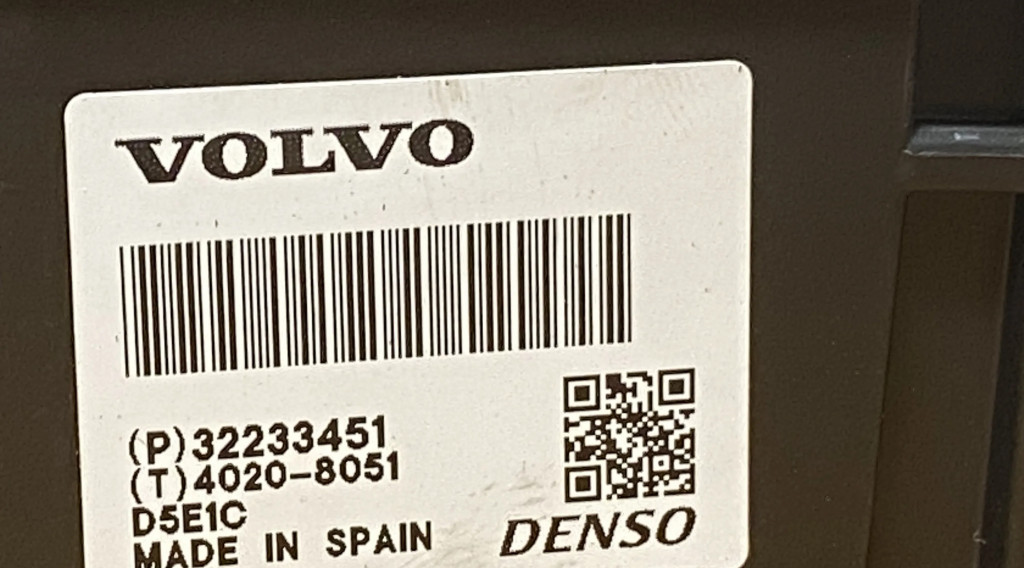 VOLVO
(P)32233451
(T)4020-8051
D5E1C
MADE IN SPAIN
DENSO